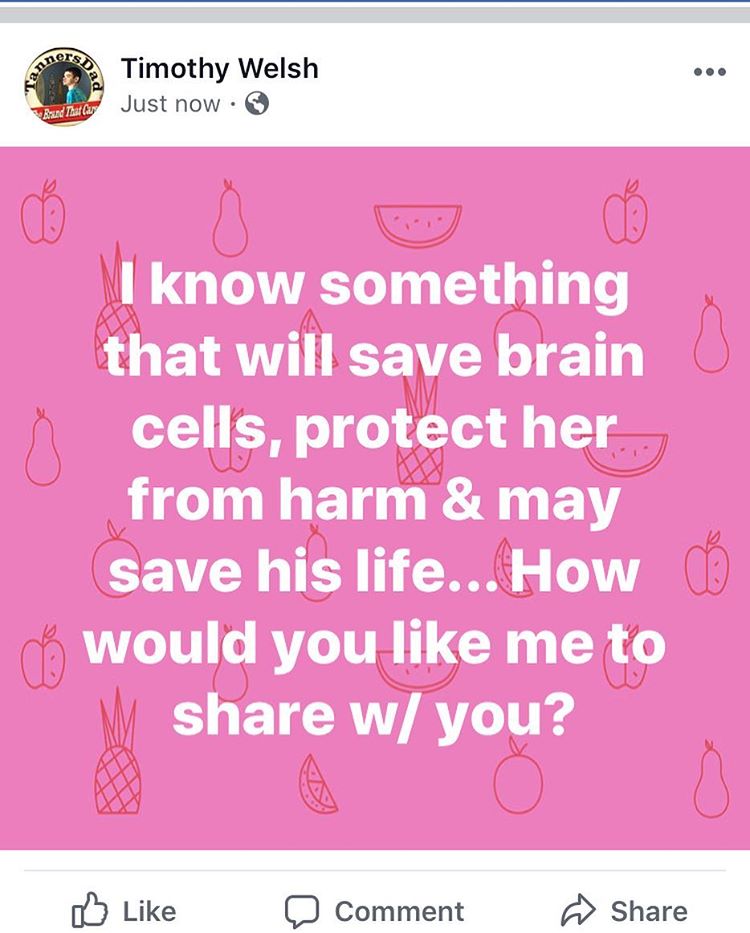 TannersDad
The Brand That Cares
Timothy Welsh
Just now ·
I know something
that will save brain
cells, protect her
from harm & may
save his life...How
would you like me to
share w/ you?
Like
Comment
Share